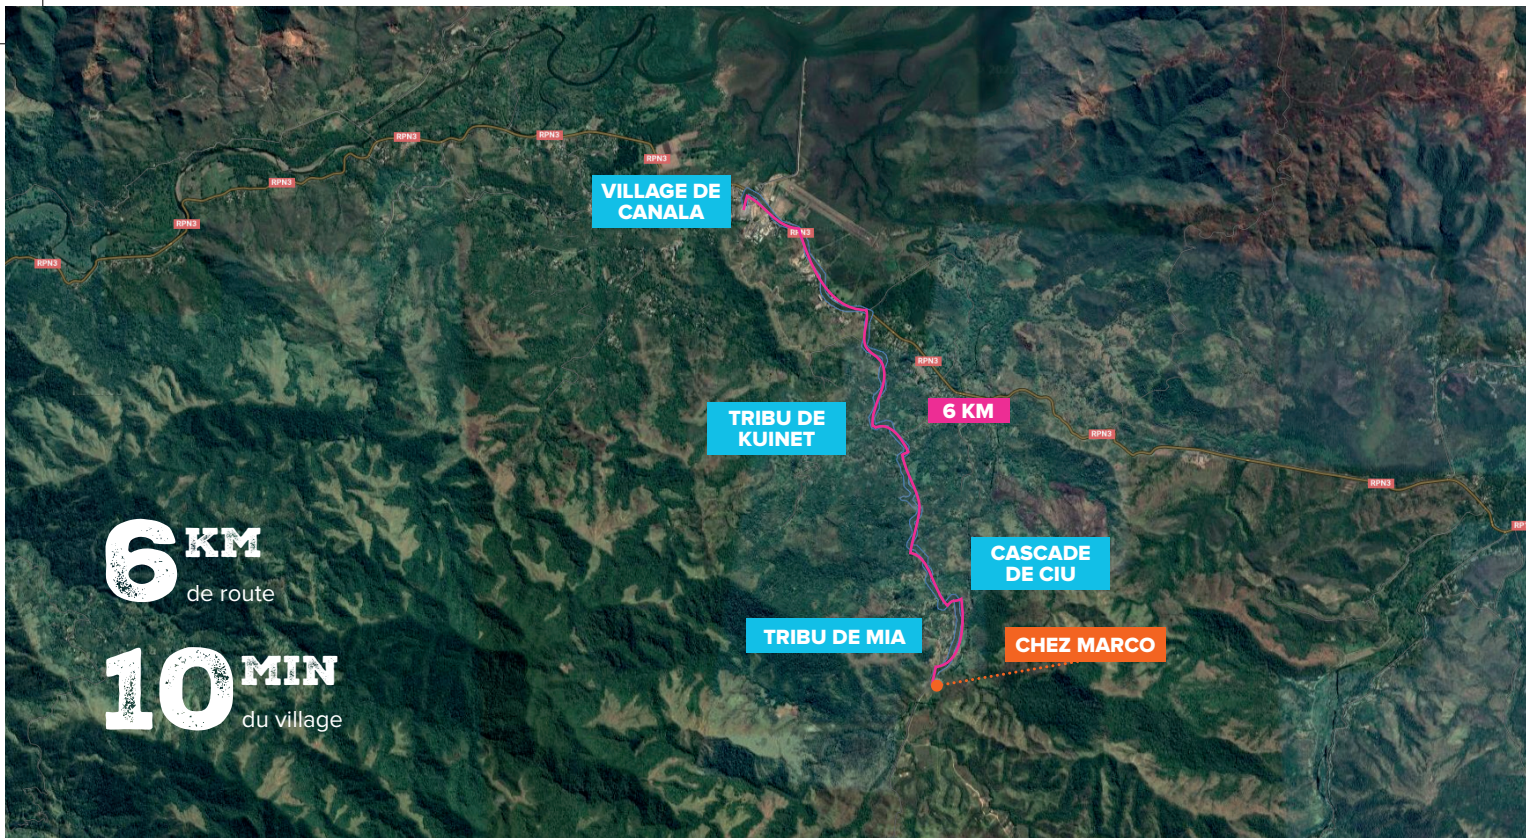 RPN3
RPN3
RPN3
RPN3
RPN3
RPN3
VILLAGE DE
CANALA
RPN3
RPN3
6 KM
TRIBU DE
KUINET
RPN3
RPN3
6 KM
de route
CASCADE
DE CIU
TRIBU DE MIA
CHEZ MARCO
10 MIN
du village